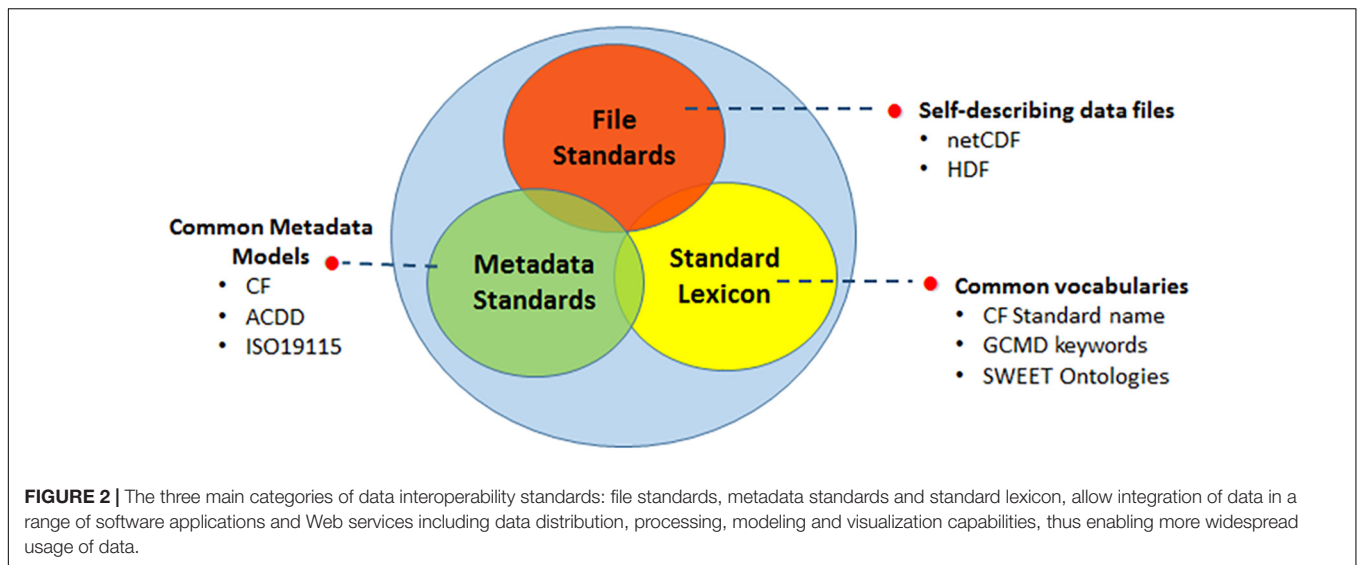 File
Standards
Self-describing data files
• netCDF
• HDF
Common Metadata
Models
• CF
• ACDD
• ISO19115
Metadata
Standards
Standard
Lexicon
Common vocabularies
• CF Standard name
• GCMD keywords
• SWEET Ontologies
FIGURE 2 | The three main categories of data interoperability standards: file standards, metadata standards and standard lexicon, allow integration of data in a
range of software applications and Web services including data distribution, processing, modeling and visualization capabilities, thus enabling more widespread
usage of data.